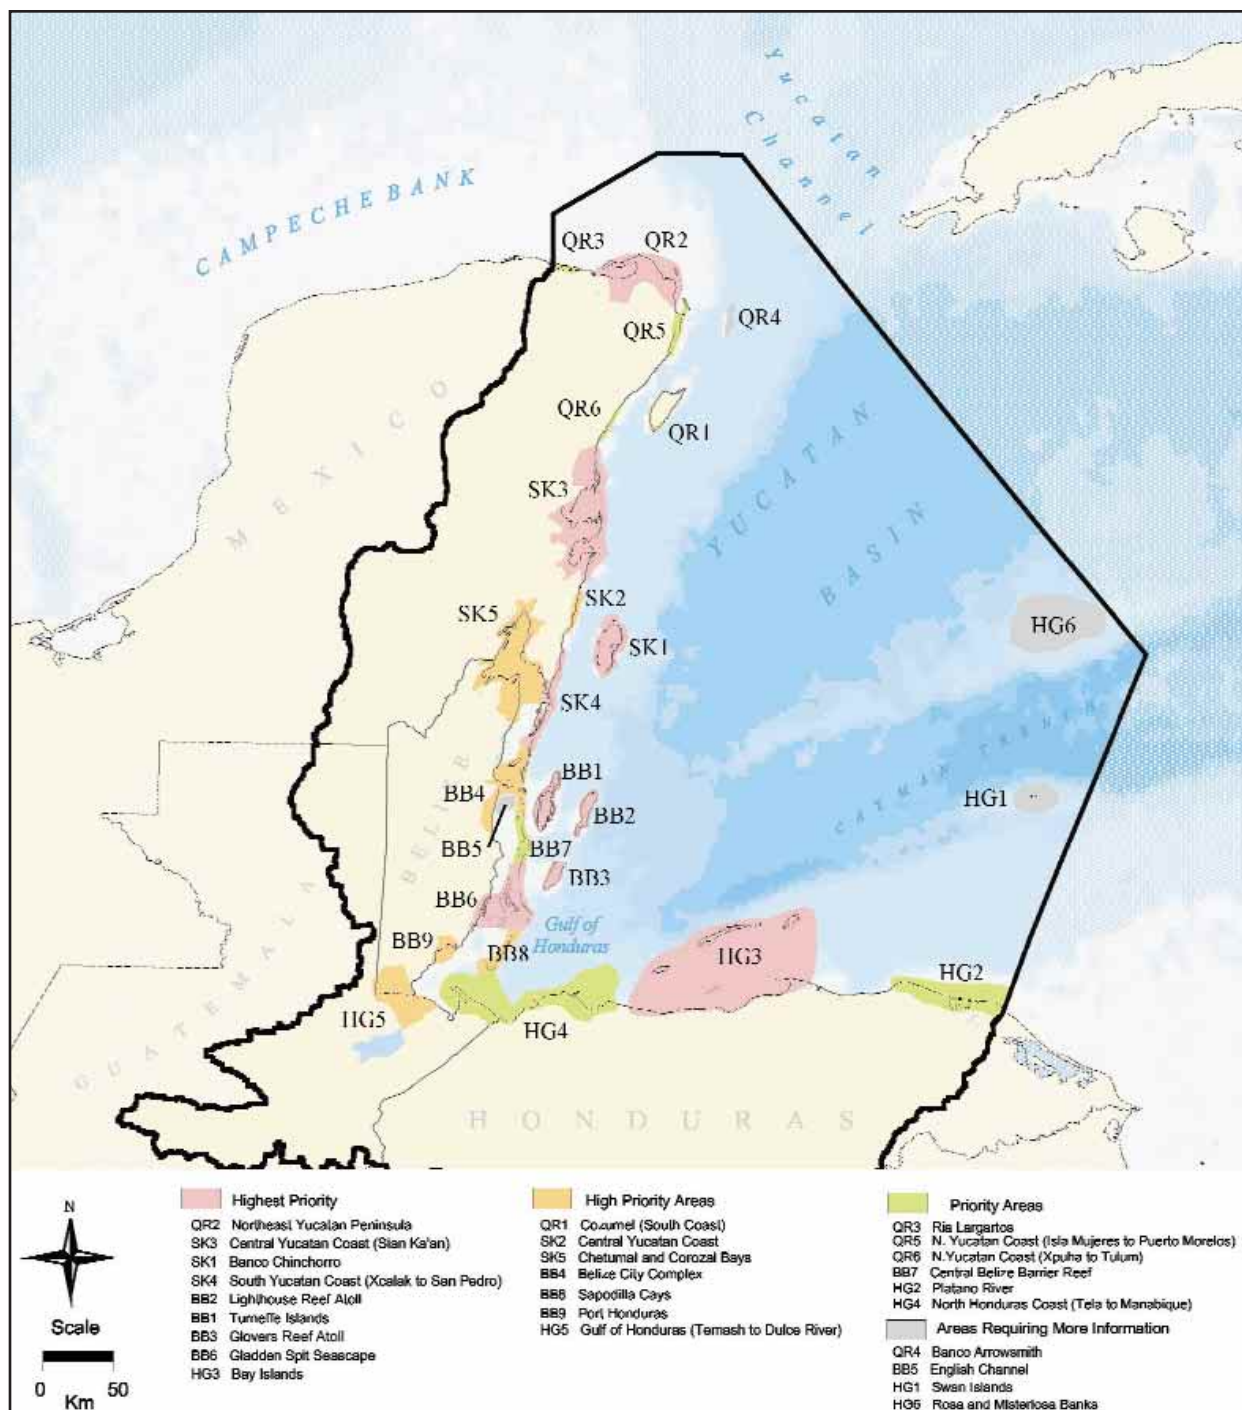 Yucatan
Channel
CAMPECHEBANK
QR3
QR2
QR5
QR4
MEXICO
QR6
QR1
YUCATAN
BASIN
SK3
SK2
SK5
SK1
HG6
SK4
BELIZE
BB1
BB4
BB2
HG1
CAYMAN TRENCH
BB5
BB7
BB3
BB6
Gulf of
Honduras
BB9
BB8
HG3
HG2
GUATEMALA
HG5
HG4
HONDURAS
N
Scale
0 50
Km
Highest Priority
QR2 Northeast Yucatan Peninsula
SK3 Central Yucatan Coast (Sian Ka'an)
SK1 Banco Chinchorro
SK4 South Yucatan Coast (Xcalak to San Pedro)
BB2 Lighthouse Reef Atoll
BB1 Turneffe Islands
BB3 Glovers Reef Atoll
BB6 Gladden Spit Seascape
HG3 Bay Islands
High Priority Areas
QR1 Cozumel (South Coast)
SK2 Central Yucatan Coast
SK5 Chetumal and Corozal Bays
BB4 Belize City Complex
BB8 Sapodilla Cays
BB9 Port Honduras
HG5 Gulf of Honduras (Temash to Dulce River)
Priority Areas
QR3 Ria Largartos
QR5 N. Yucatan Coast (Isla Mujeres to Puerto Morelos)
QR6 N.Yucatan Coast (Xpuha to Tulum)
BB7 Central Belize Barrier Reef
HG2 Platano River
HG4 North Honduras Coast (Tela to Manabique)
Areas Requiring More Information
QR4 Banco Arrowsmith
BB5 English Channel
HG1 Swan Islands
HG6 Rosa and Misteriosa Banks